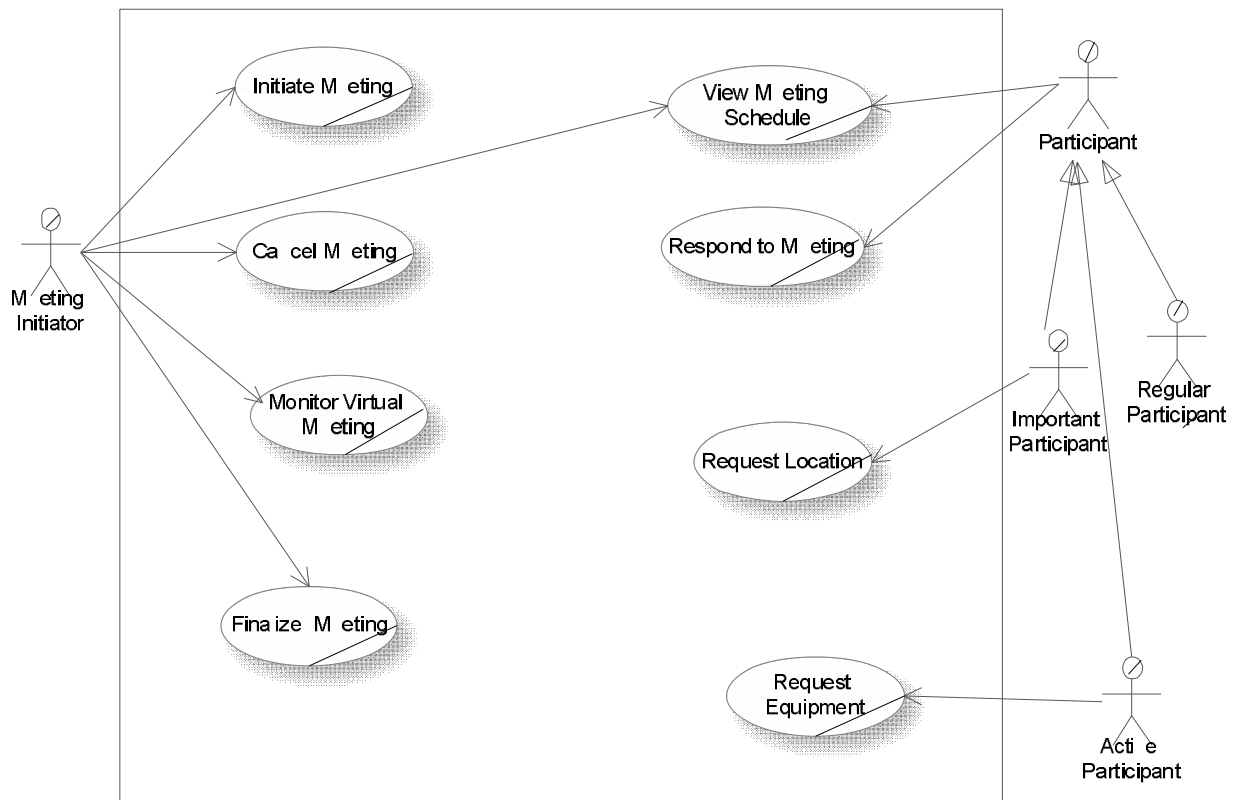 Initiate M eting
View M eting
Schedule
Participant
Ca cel M eting
Respond to M eting
M eting
Initiator
Monitor Virtual
M eting
Regular
Participant
Important
Participant
Request Location
Fina ize M eting
Request
Equipment
Acti e
Participant